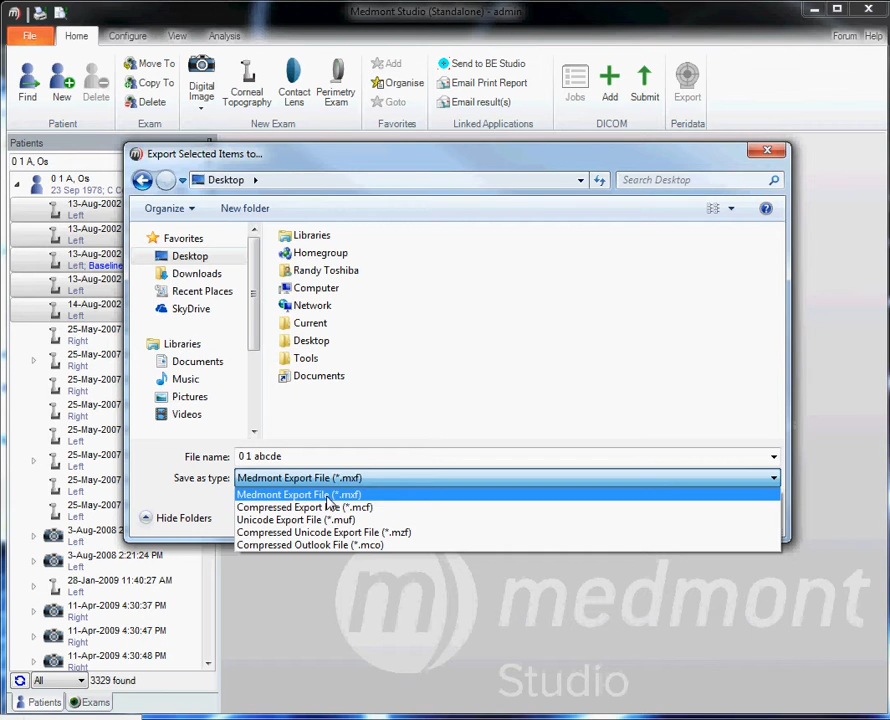 Medmont Studio (Standalone) - admin
File Home Configure View Analysis Forum Help
Find
New
Delete
Patient
Move To
Copy To
Delete
Exam
Digital
Image
Corneal
Topography
Contact
Lens
Perimetry
Exam
New Exam
Add
Organise
Goto
Favorites
Send to BE Studio
Email Print Report
Email result(s)
Linked Applications
Jobs
Add
Submit
DICOM
Export
Peridata
Patients
0 1 A, Os
0 1 A, Os
23 Sep 1978; C C
13-Aug-2002
Left
13-Aug-2002
Left
13-Aug-2002
Left; Baseline
13-Aug-2002
Left
14-Aug-2002
Left
25-May-2007
Right
25-May-2007
Right
25-May-2007
Right
25-May-2007
Right
25-May-2007
Left
25-May-2007
Left
25-May-2007
Left
25-May-2007
Left
3-Aug-2008
3-Aug-2008 2:21:24 PM
Left
28-Jan-2009 11:40:27 AM
Left
11-Apr-2009 4:30:37 PM
Right
11-Apr-2009 4:30:47 PM
Right
11-Apr-2009 4:30:48 PM
Right
All 3329 found
Patients Exams
Export Selected Items to...
Desktop
Search Desktop
Organize New folder
Favorites
Desktop
Downloads
Recent Places
SkyDrive
Libraries
Documents
Music
Pictures
Videos
Libraries
Homegroup
Randy Toshiba
Computer
Network
Current
Desktop
Tools
Documents
File name: 0 1 abcde
Save as type: Medmont Export File (*.mxf)
Medmont Export File (*.mxf)
Compressed Export File (*.mcf)
Unicode Export File (*.muf)
Compressed Unicode Export File (*.mzf)
Compressed Outlook File (*.mco)
Hide Folders
m medmont
Studio